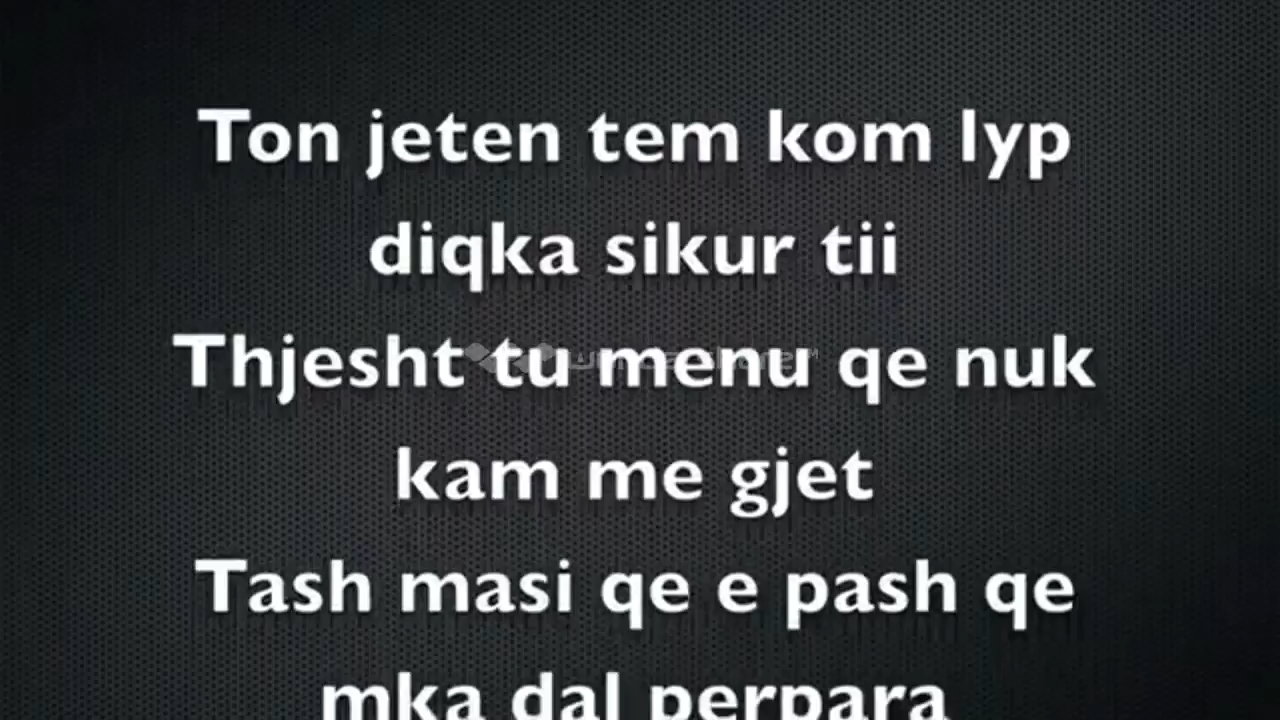 Ton jeten tem kom lyp
diqka sikur tii
Thjesht tu menu qe nuk
kam me gjet
Tash masi qe e pash qe
mka dal perpara